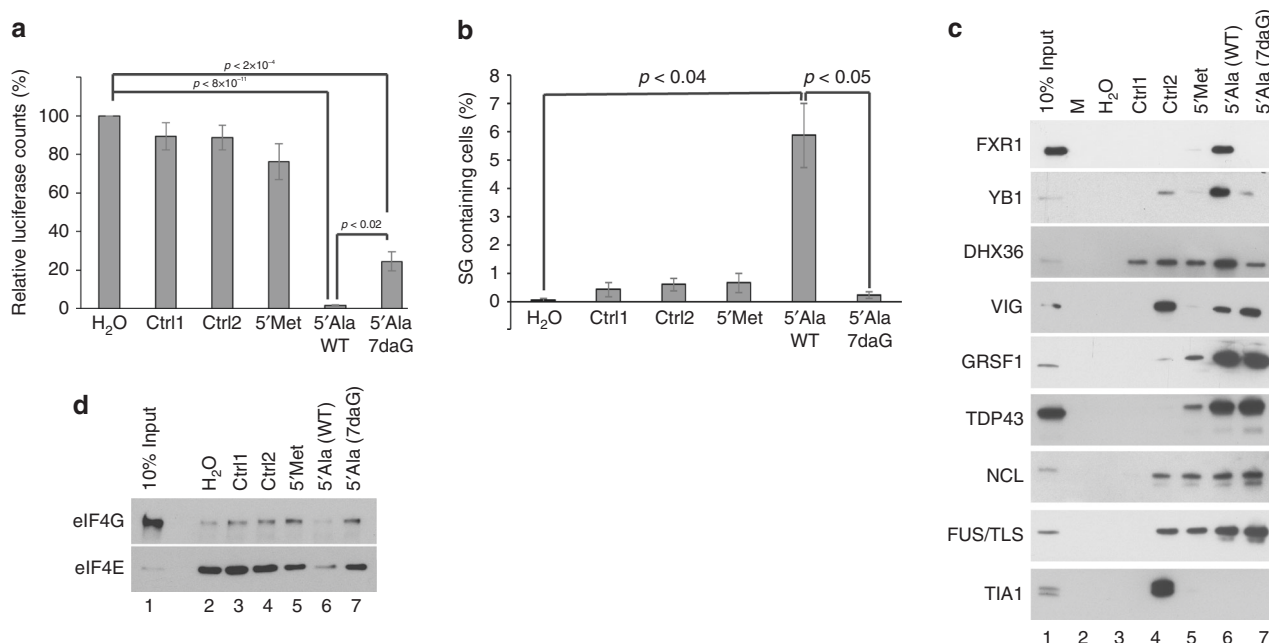 a
Relative luciferase counts (%)
100
80
60
40
20
0
p < 2×10⁻⁴
p < 8×10⁻¹¹
p < 0.02
H₂O Ctrl1 Ctrl2 5′Met 5′Ala 5′Ala
WT 7daG
b
SG containing cells (%)
8
7
6
5
4
3
2
1
0
p < 0.04 p < 0.05
H₂O Ctrl1 Ctrl2 5′Met 5′Ala 5′Ala
WT 7daG
c
10% Input M H₂O Ctrl1 Ctrl2 5′Met 5′Ala (WT) 5′Ala (7daG)
FXR1
YB1
DHX36
VIG
GRSF1
TDP43
NCL
FUS/TLS
TIA1
1 2 3 4 5 6 7
d
10% Input H₂O Ctrl1 Ctrl2 5′Met 5′Ala (WT) 5′Ala (7daG)
eIF4G
eIF4E
1 2 3 4 5 6 7